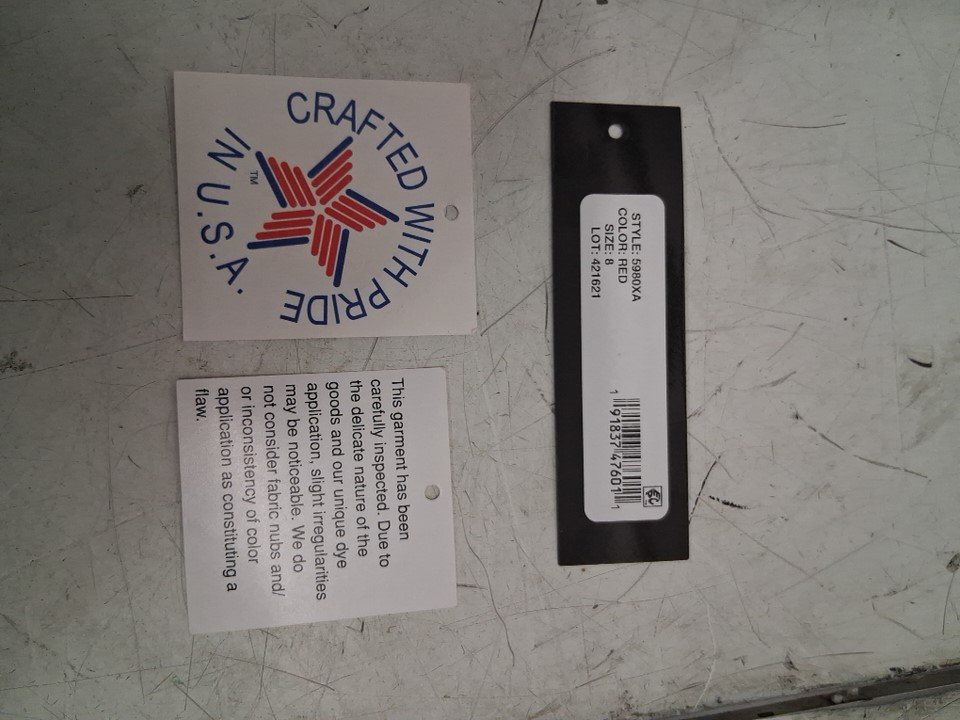 CRAFTED WITH PRIDE
IN U.S.A.
TM
This garment has been
carefully inspected. Due to
the delicate nature of the
goods and our unique dye
application, slight irregularities
may be noticeable. We do
not consider fabric nubs and/
or inconsistency of color
application as constituting a
flaw.
STYLE: 5980XA
COLOR: RED
SIZE: 8
LOT: 421621
1 91837 47601 1